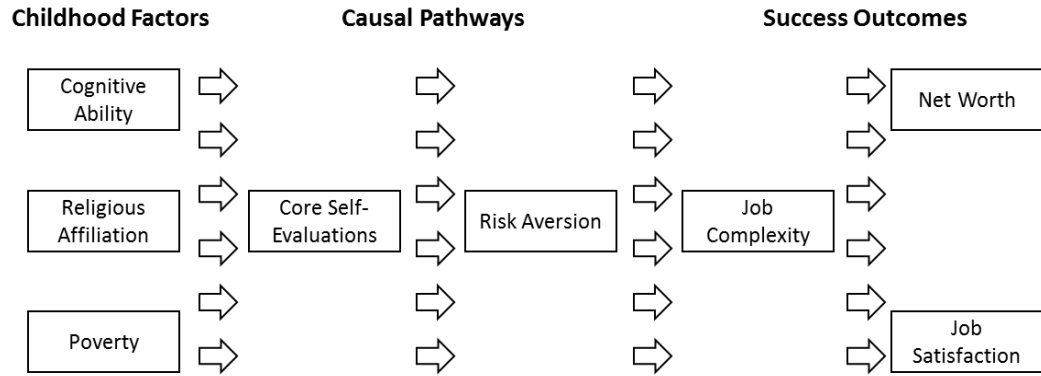 Childhood Factors
Causal Pathways
Success Outcomes
Cognitive
Ability
Net Worth
Religious
Affiliation
Core Self-
Evaluations
Risk Aversion
Job
Complexity
Poverty
Job
Satisfaction